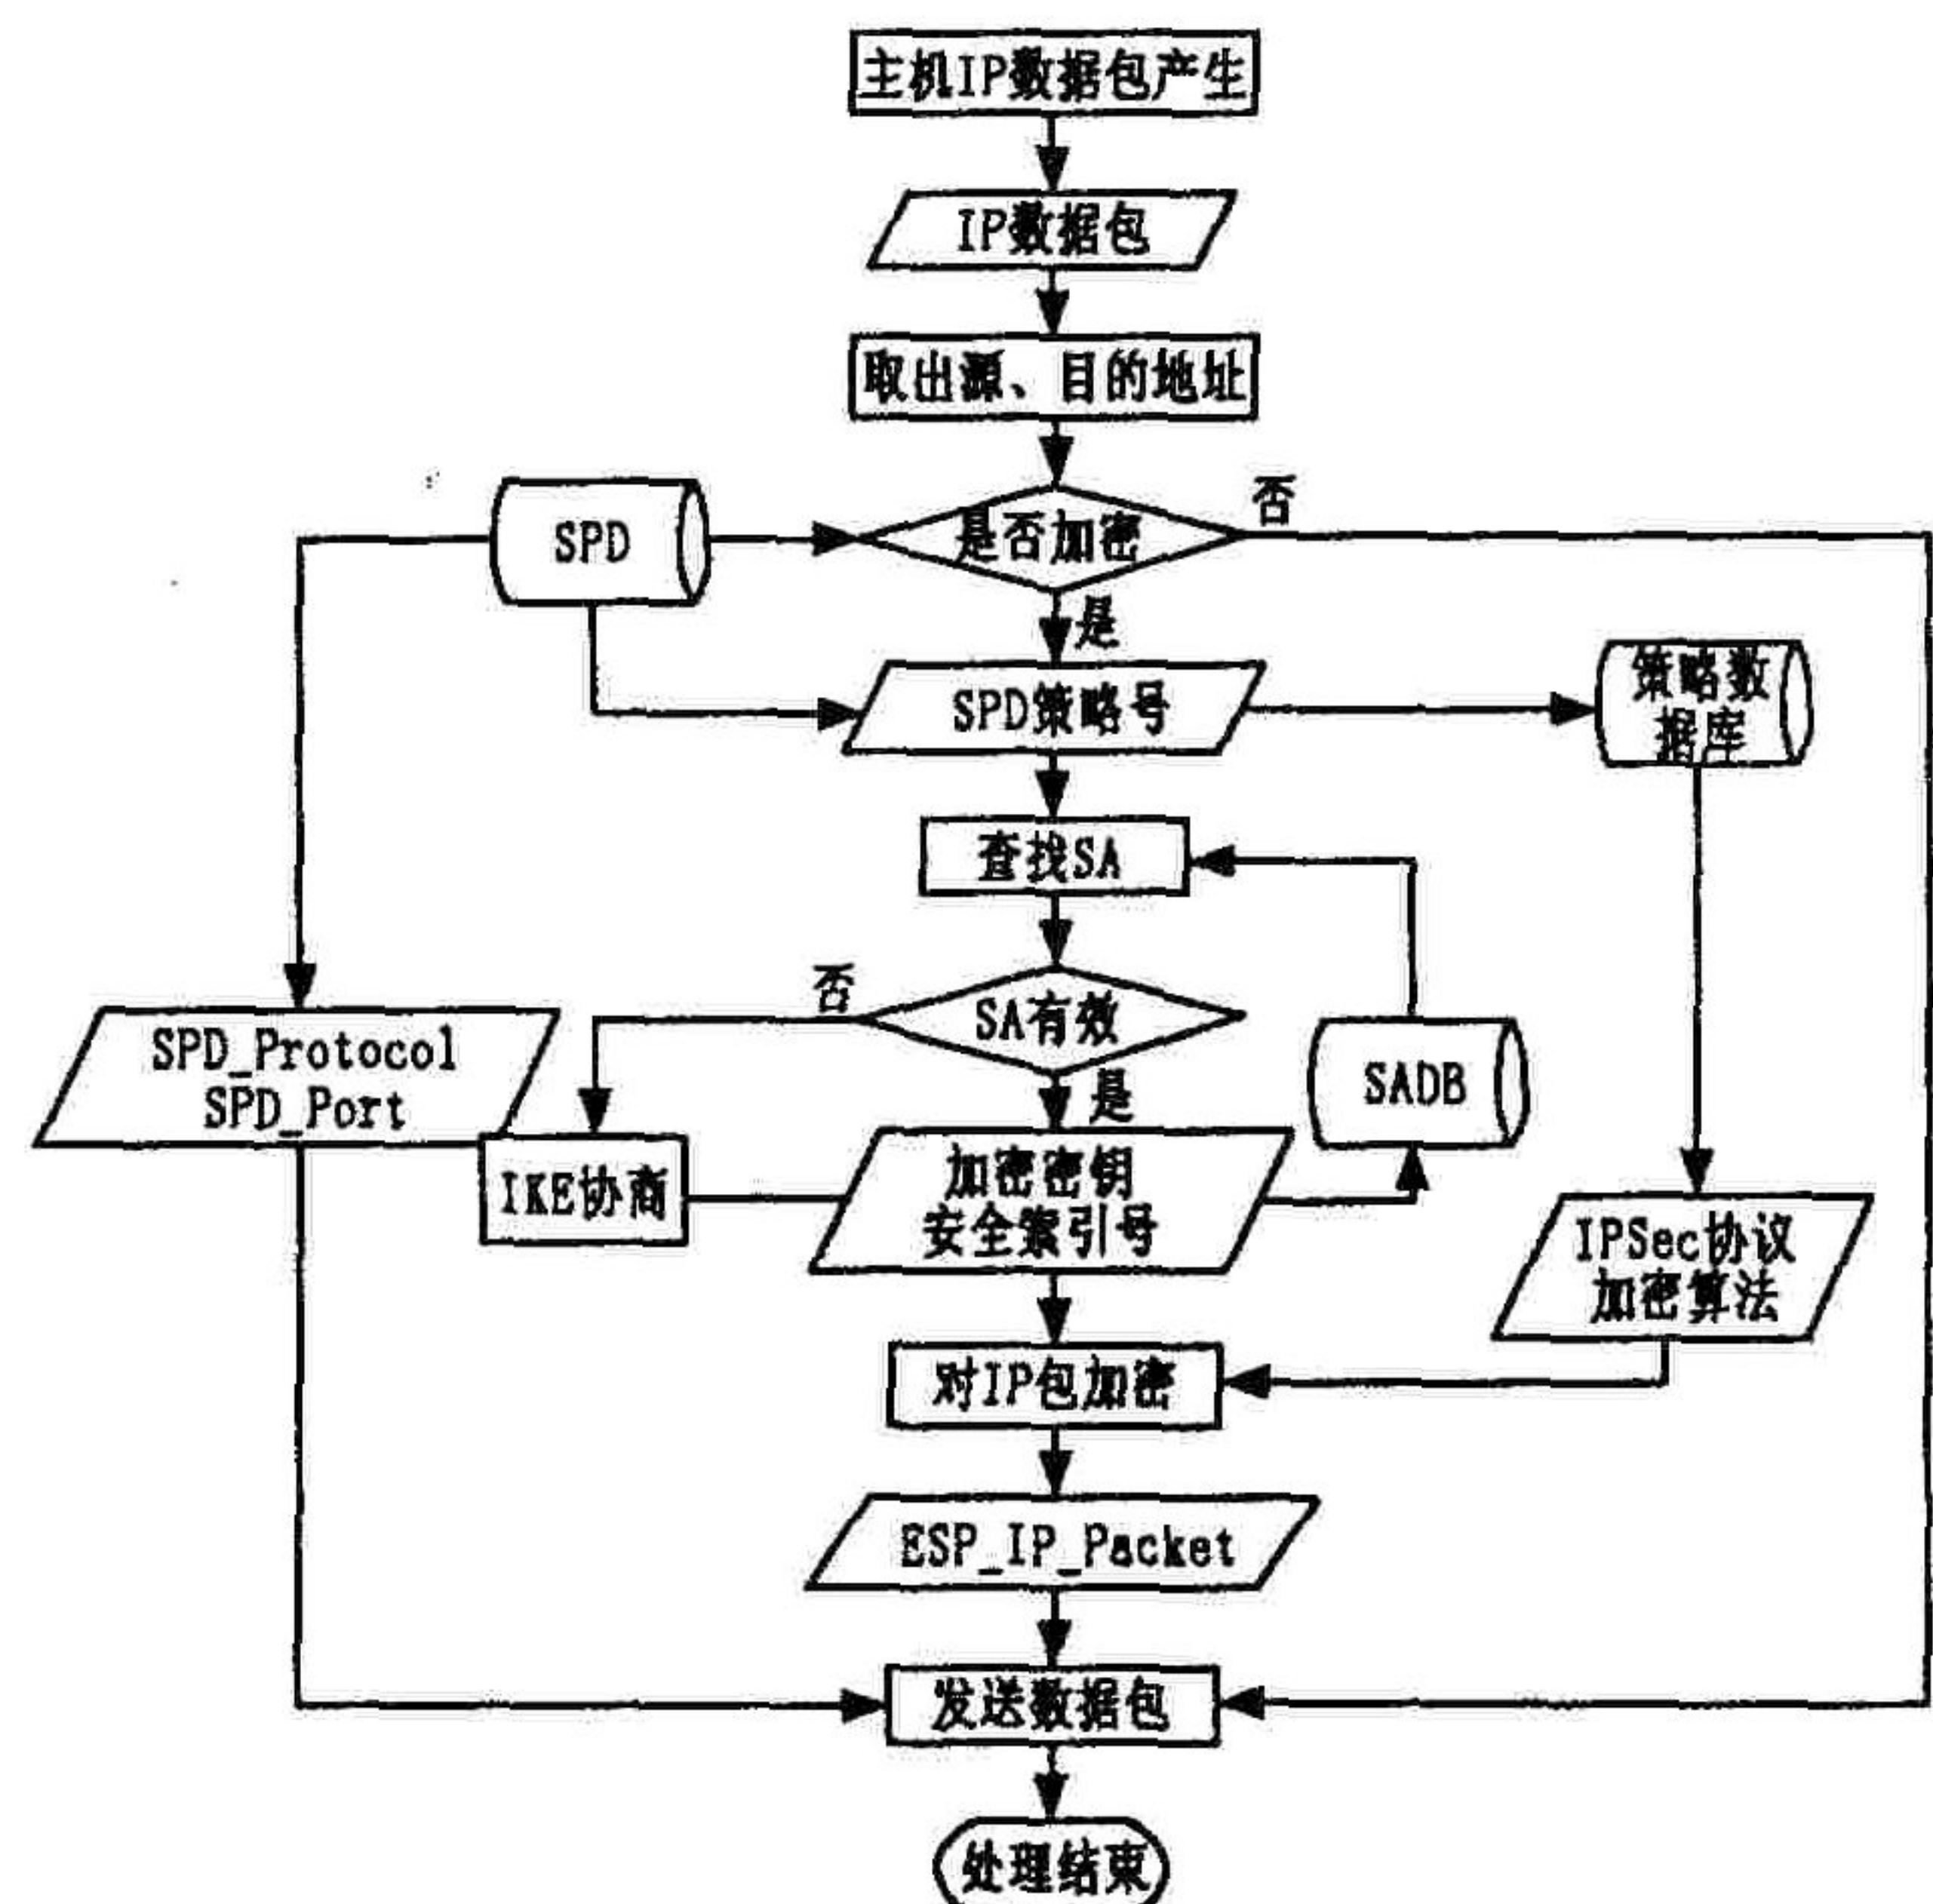 主机IP数据包产生
IP数据包
取出源、目的地址
否
SPD
是否加密
是
SPD策略号
策略数
据库
查找SA
否
SA有效
SPD_Protocol
SPD_Port
SADB
是
IKE协商
加密密钥
安全索引号
IPSec协议
加密算法
对IP包加密
ESP_IP_Packet
发送数据包
处理结束